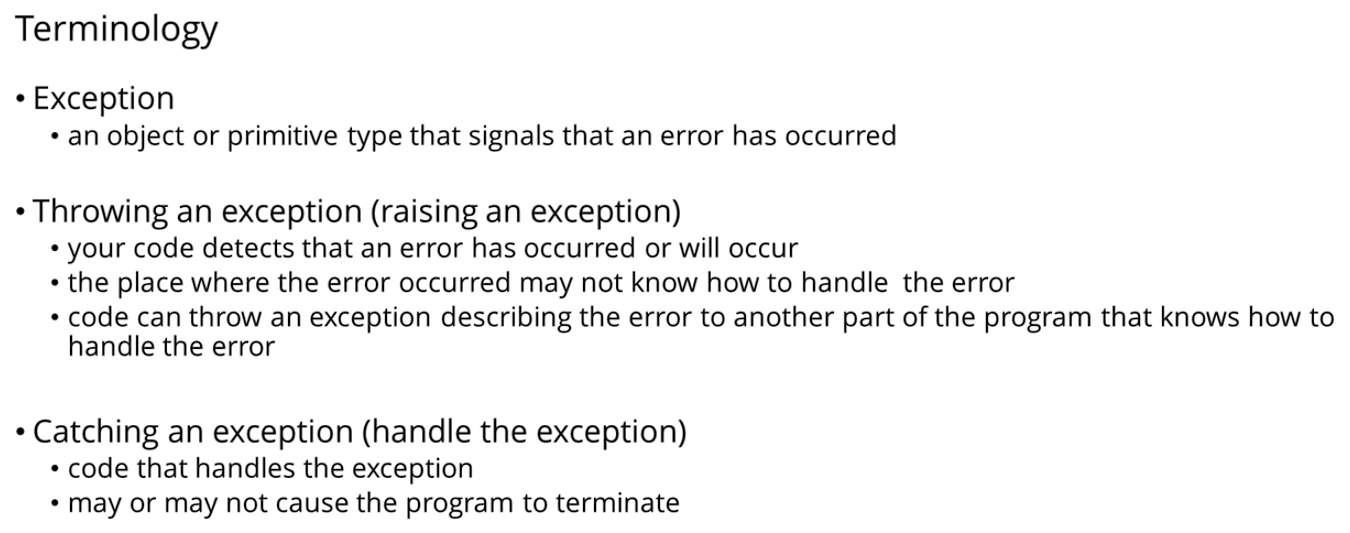 Terminology
• Exception
• an object or primitive type that signals that an error has occurred
• Throwing an exception (raising an exception)
• your code detects that an error has occurred or will occur
• the place where the error occurred may not know how to handle  the error
• code can throw an exception describing the error to another part of the program that knows how to
handle the error
• Catching an exception (handle the exception)
• code that handles the exception
• may or may not cause the program to terminate